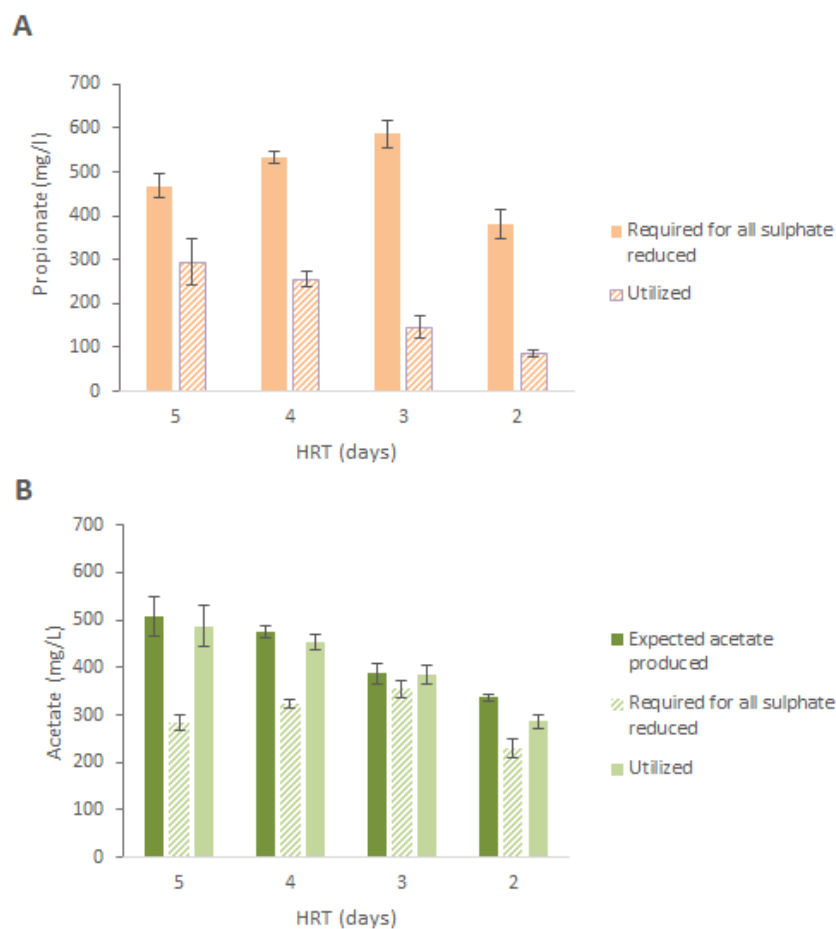 A
700
600
500
400
300
200
100
0
Propionate (mg/l)
5 4 3 2
HRT (days)
Required for all sulphate
reduced
Utilized
B
700
600
500
400
300
200
100
0
Acetate (mg/L)
5 4 3 2
HRT (days)
Expected acetate
produced
Required for all sulphate
reduced
Utilized